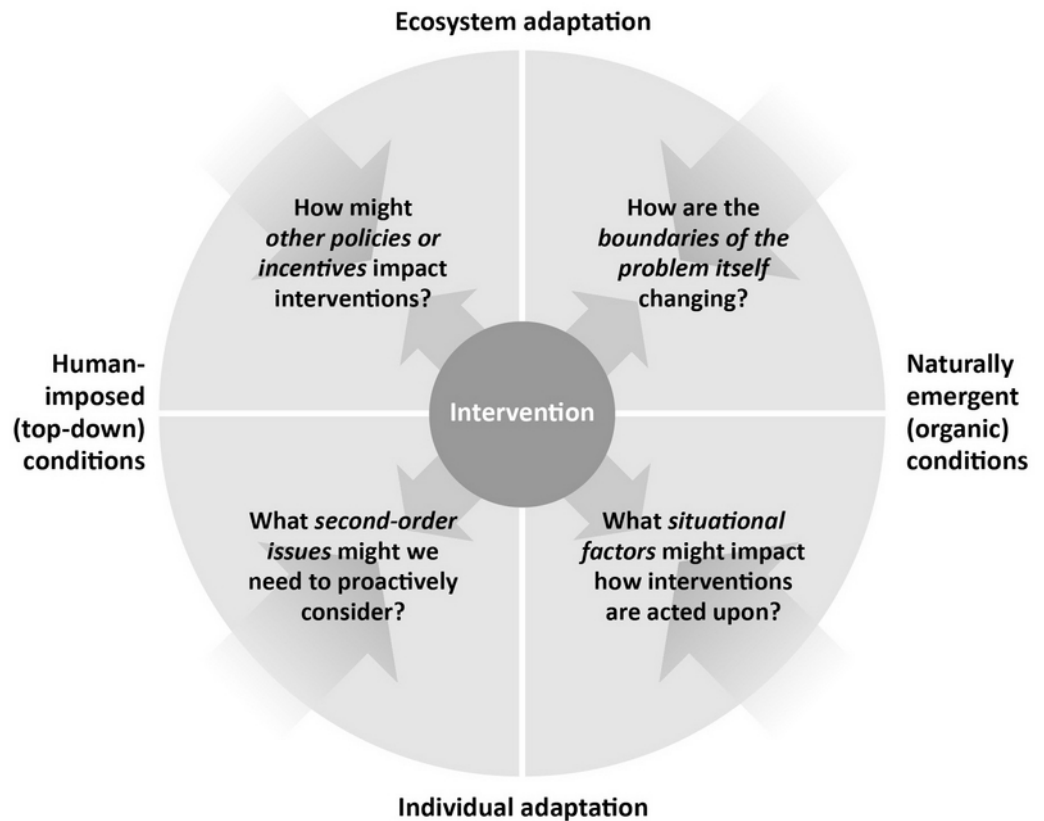 Ecosystem adaptation
How might
other policies or
incentives impact
interventions?
How are the
boundaries of the
problem itself
changing?
Human-
imposed
(top-down)
conditions
Intervention
Naturally
emergent
(organic)
conditions
What second-order
issues might we
need to proactively
consider?
What situational
factors might impact
how interventions
are acted upon?
Individual adaptation